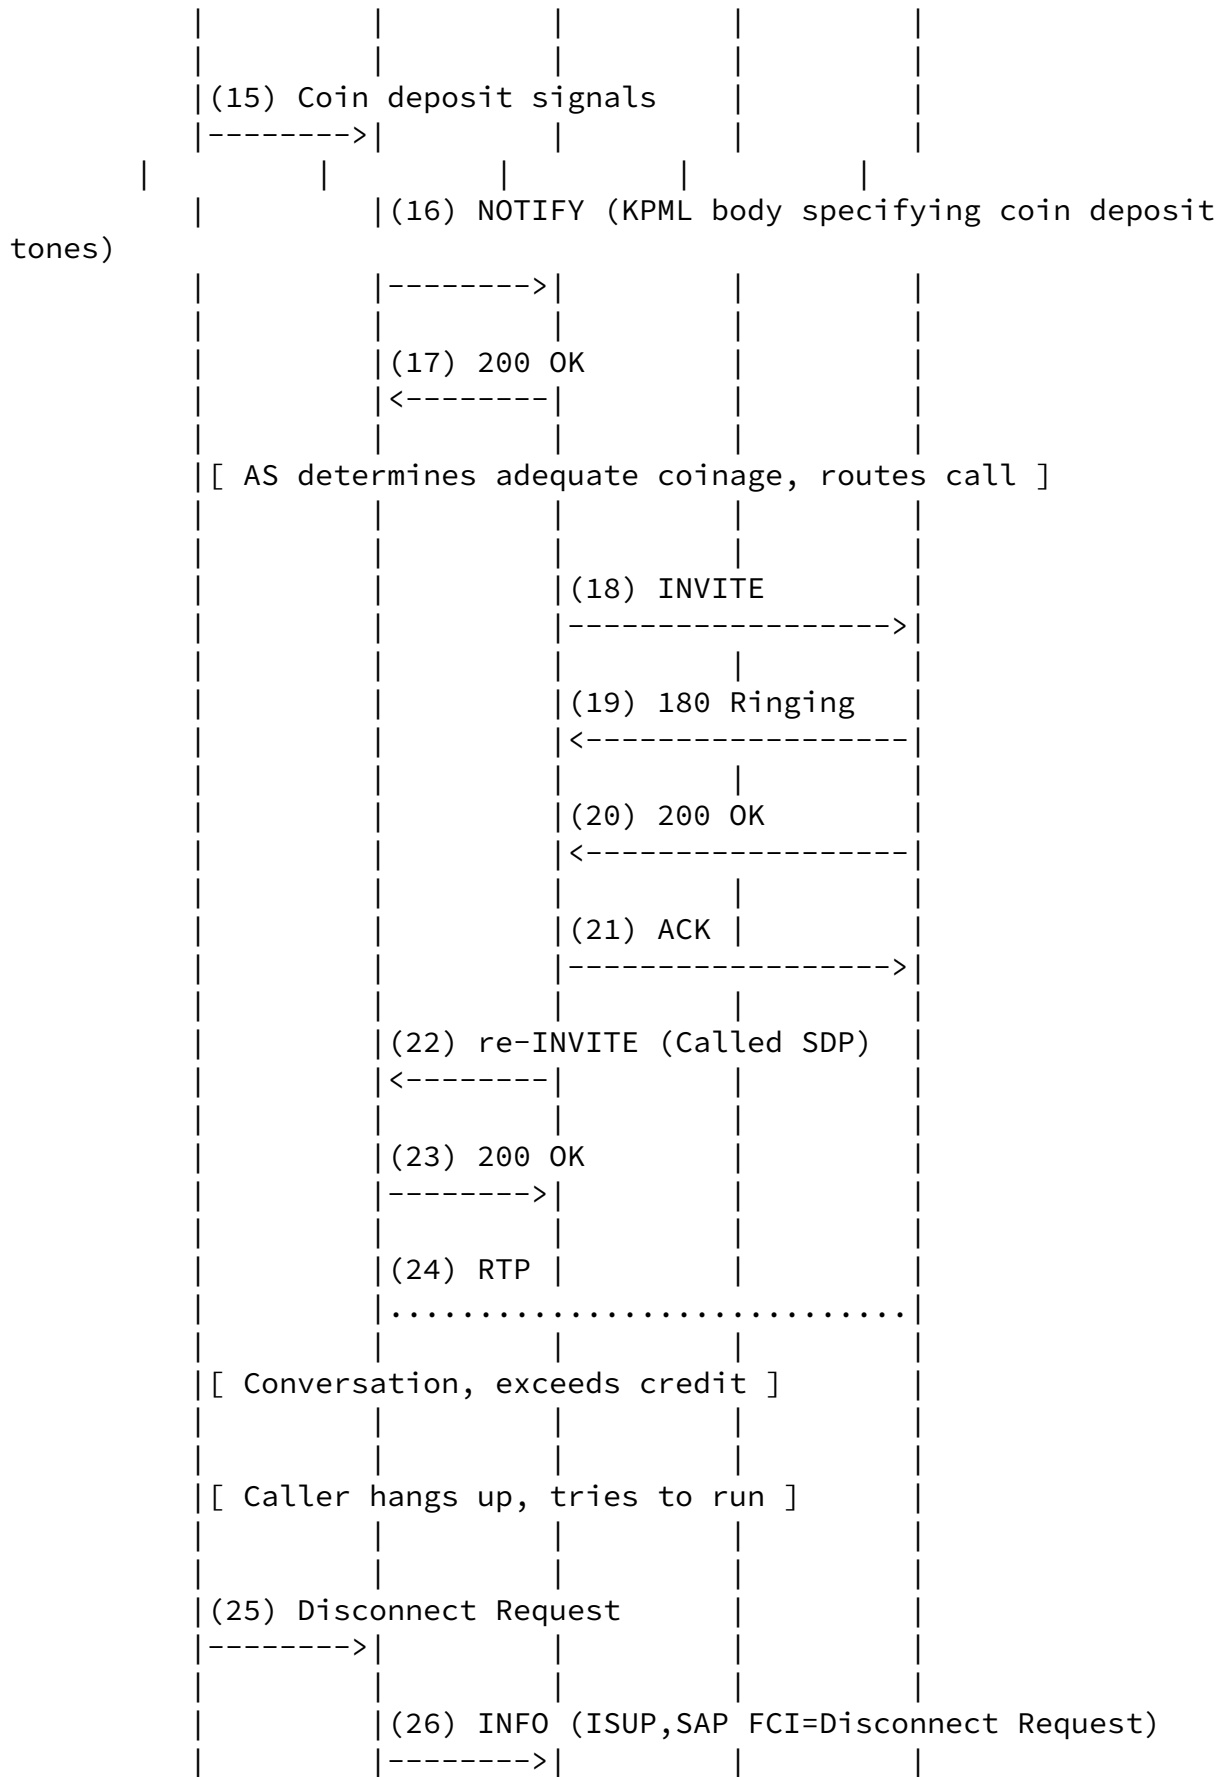 |         |         |         |         |
|         |         |         |         |
|(15) Coin deposit signals    |         |
|-------->|         |         |         |
|         |         |         |         |
|         |(16) NOTIFY (KPML body specifying coin deposit
tones)
|         |-------->|         |         |
|         |         |         |         |
|         |(17) 200 OK        |         |
|         |<--------|         |         |
|         |         |         |         |
|[ AS determines adequate coinage, routes call ]
|         |         |         |         |
|         |         |         |         |
|         |         |(18) INVITE        |
|         |         |------------------>|
|         |         |         |         |
|         |         |(19) 180 Ringing   |
|         |         |<------------------|
|         |         |         |         |
|         |         |(20) 200 OK        |
|         |         |<------------------|
|         |         |         |         |
|         |         |(21) ACK |         |
|         |         |------------------>|
|         |         |         |         |
|         |(22) re-INVITE (Called SDP)  |
|         |<--------|         |         |
|         |         |         |         |
|         |(23) 200 OK        |         |
|         |-------->|         |         |
|         |         |         |         |
|         |(24) RTP |         |         |
|         |.............................|
|         |         |         |         |
|[ Conversation, exceeds credit ]       |
|         |         |         |         |
|         |         |         |         |
|[ Caller hangs up, tries to run ]      |
|         |         |         |         |
|         |         |         |         |
|(25) Disconnect Request      |         |
|-------->|         |         |         |
|         |         |         |         |
|         |(26) INFO (ISUP,SAP FCI=Disconnect Request)
|         |-------->|         |         |